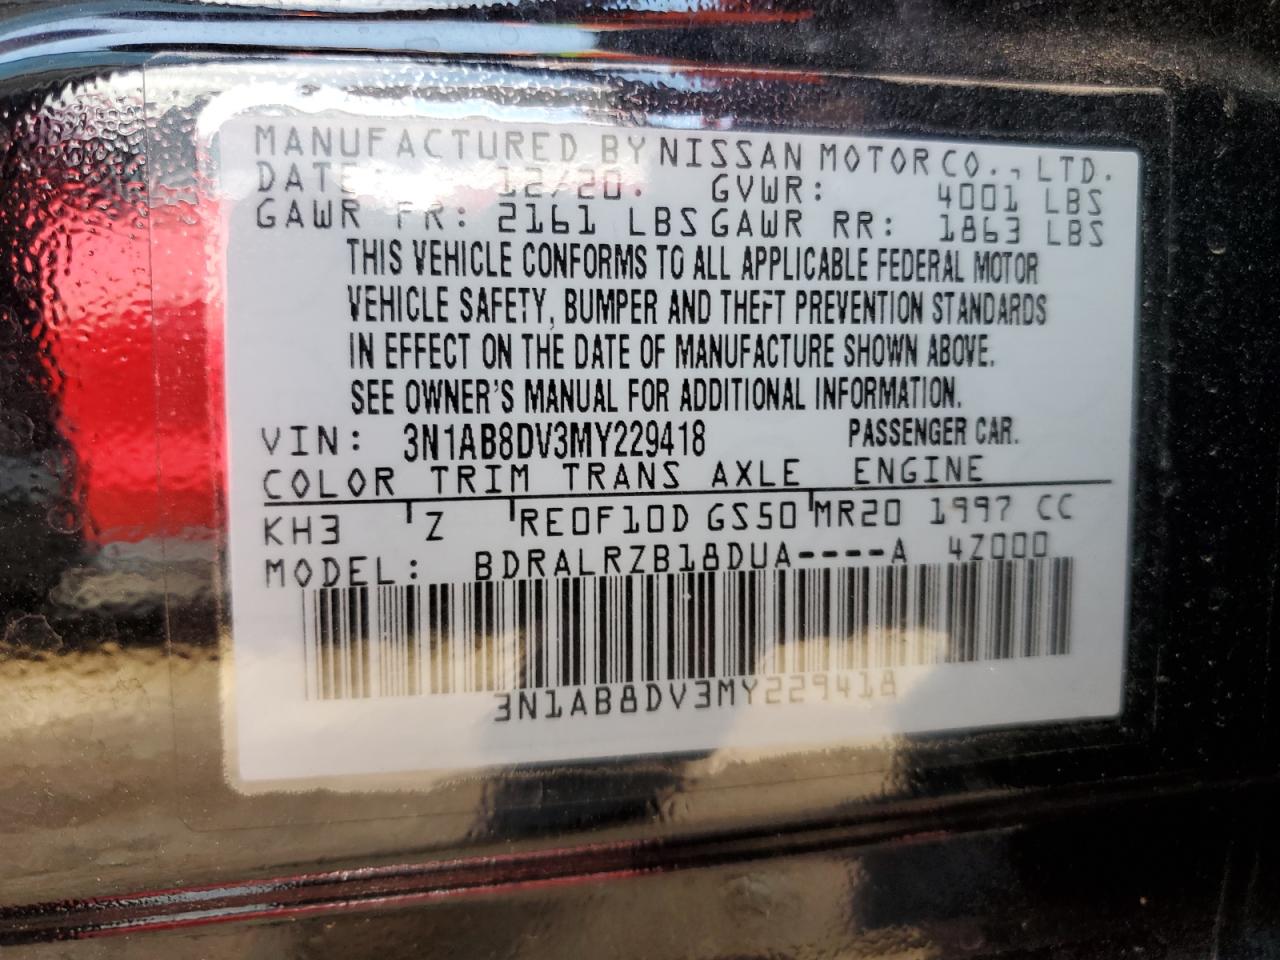 MANUFACTURED BY NISSAN MOTOR CO., LTD.
DATE: 12/20. GVWR: 4001 LBS
GAWR FR: 2161 LBS GAWR RR: 1863 LBS
THIS VEHICLE CONFORMS TO ALL APPLICABLE FEDERAL MOTOR
VEHICLE SAFETY, BUMPER AND THEFT PREVENTION STANDARDS
IN EFFECT ON THE DATE OF MANUFACTURE SHOWN ABOVE.
SEE OWNER'S MANUAL FOR ADDITIONAL INFORMATION.
VIN: 3N1AB8DV3MY229418 PASSENGER CAR.
COLOR TRIM TRANS AXLE ENGINE
KH3 Z RE0F10D GS50 MR20 1997 CC
MODEL: BDRALRZB18DUA----A 4Z000
3N1AB8DV3MY229418